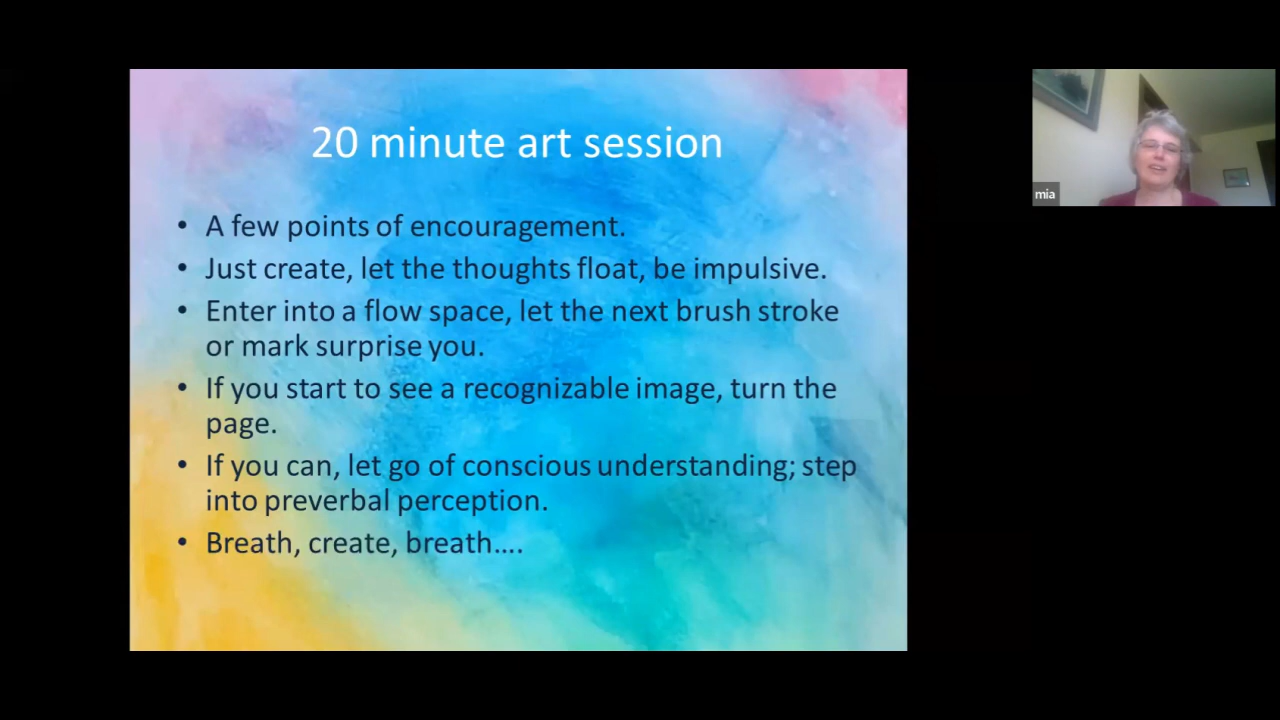 20 minute art session
• A few points of encouragement.
• Just create, let the thoughts float, be impulsive.
• Enter into a flow space, let the next brush stroke
or mark surprise you.
• If you start to see a recognizable image, turn the
page.
• If you can, let go of conscious understanding; step
into preverbal perception.
• Breath, create, breath....
mia